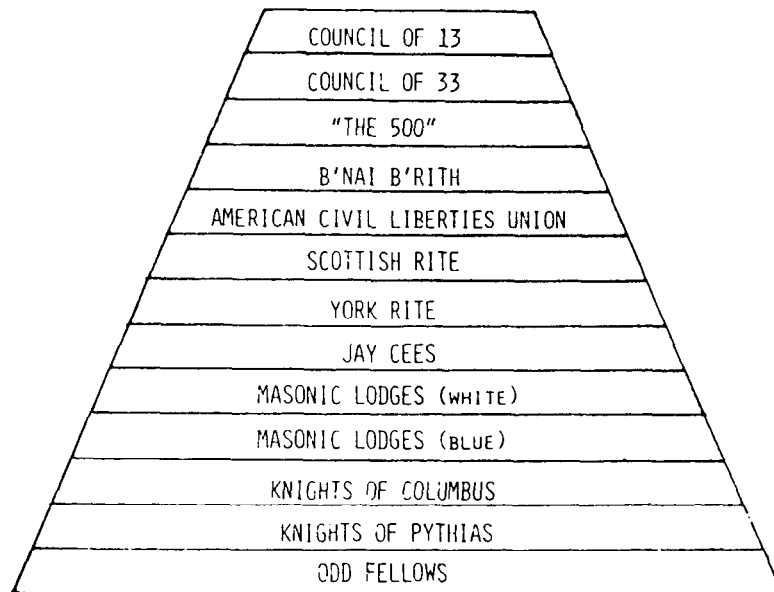 COUNCIL OF 13
COUNCIL OF 33
"THE 500"
B'NAI B'RITH
AMERICAN CIVIL LIBERTIES UNION
SCOTTISH RITE
YORK RITE
JAY CEES
MASONIC LODGES (WHITE)
MASONIC LODGES (BLUE)
KNIGHTS OF COLUMBUS
KNIGHTS OF PYTHIAS
ODD FELLOWS